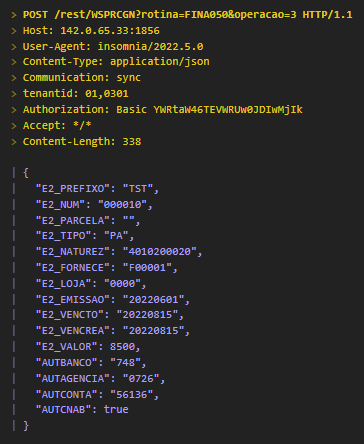 > POST /rest/WSPRCGN?rotina=FINA050&operacao=3 HTTP/1.1
> Host: 142.0.65.33:1856
> User-Agent: insomnia/2022.5.0
> Content-Type: application/json
> Communication: sync
> tenantid: 01,0301
> Authorization: Basic YWRtaW46TEVWRUw0JDIwMjIk
> Accept: */*
> Content-Length: 338
| {
|   "E2_PREFIXO": "TST",
|   "E2_NUM": "000010",
|   "E2_PARCELA": "",
|   "E2_TIPO": "PA",
|   "E2_NATUREZ": "4010200020",
|   "E2_FORNECE": "F00001",
|   "E2_LOJA": "0000",
|   "E2_EMISSAO": "20220601",
|   "E2_VENCTO": "20220815",
|   "E2_VENCREA": "20220815",
|   "E2_VALOR": 8500,
|   "AUTBANCO": "748",
|   "AUTAGENCIA": "0726",
|   "AUTCONTA": "56136",
|   "AUTCNAB": true
| }